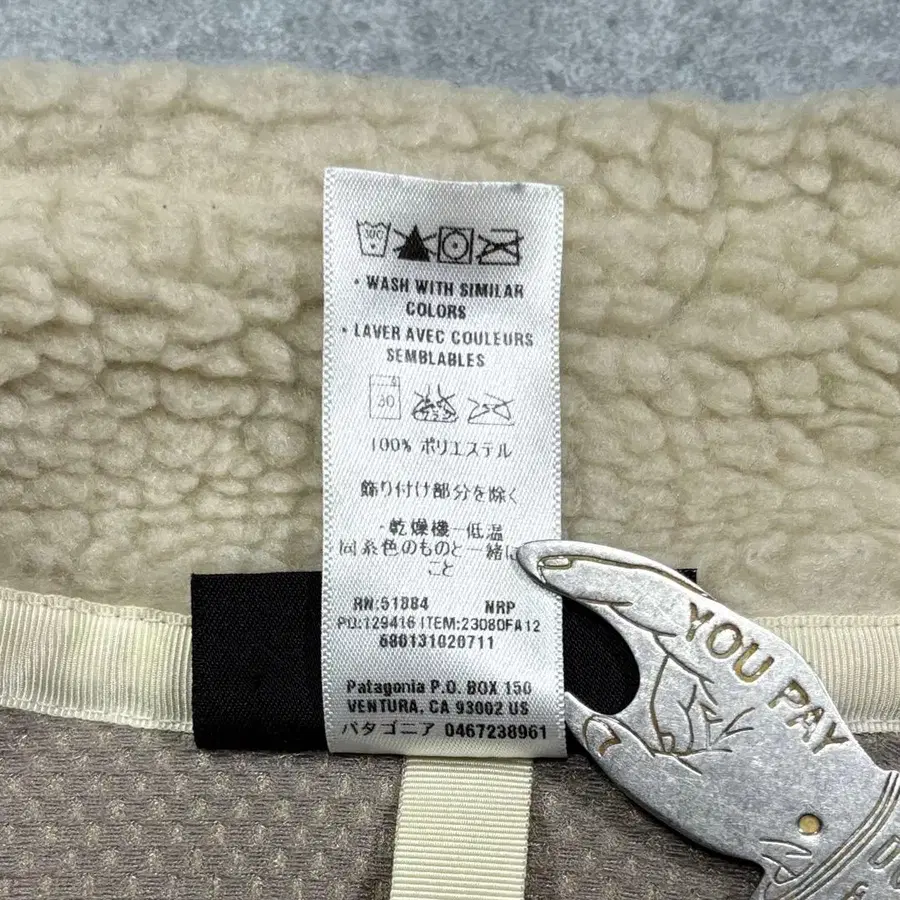 30C
• WASH WITH SIMILAR
COLORS
• LAVER AVEC COULEURS
SEMBLABLES
30
100% ポリエステル
飾り付け部分を除く
・乾燥機-低温
同系色のものと一緒に
こと
RN:51884 NRP
PO:129416 ITEM:23080FA12
680131020711
Patagonia P.O. BOX 150
VENTURA, CA 93002 US
パタゴニア 0467238961
YOU PAY